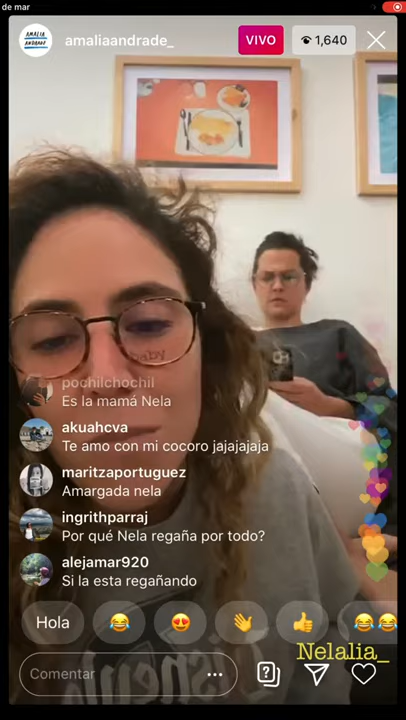 de mar
AMALIA
ANDRADE
amaliaandrade_
VIVO
1,640
baby
pochilchochil
Es la mamá Nela
akuahcva
Te amo con mi cocoro jajajajaja
maritzaportuguez
Amargada nela
ingrithparraj
Por qué Nela regaña por todo?
alejamar920
Si la esta regañando
Hola
Nelalia_
Comentar